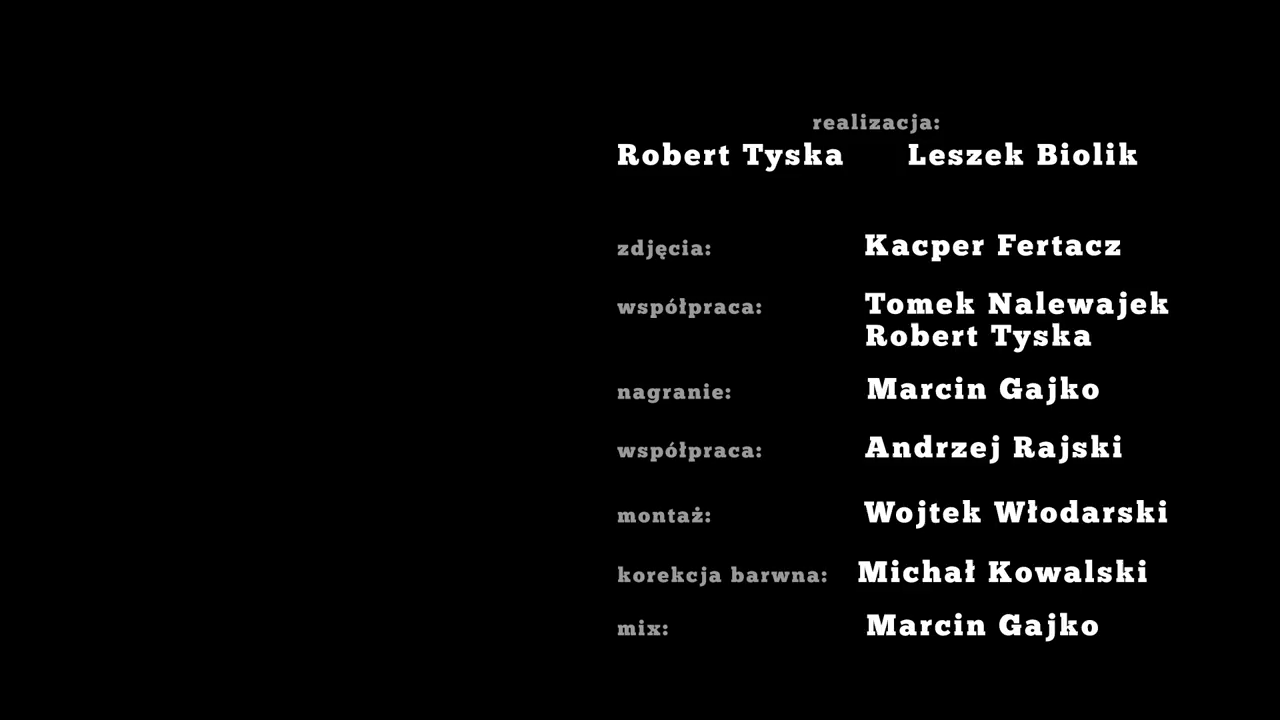 realizacja:
Robert Tyska Leszek Biolik
zdjęcia: Kacper Fertacz
współpraca: Tomek Nalewajek
Robert Tyska
nagranie: Marcin Gajko
współpraca: Andrzej Rajski
montaż: Wojtek Włodarski
korekcja barwna: Michał Kowalski
mix: Marcin Gajko